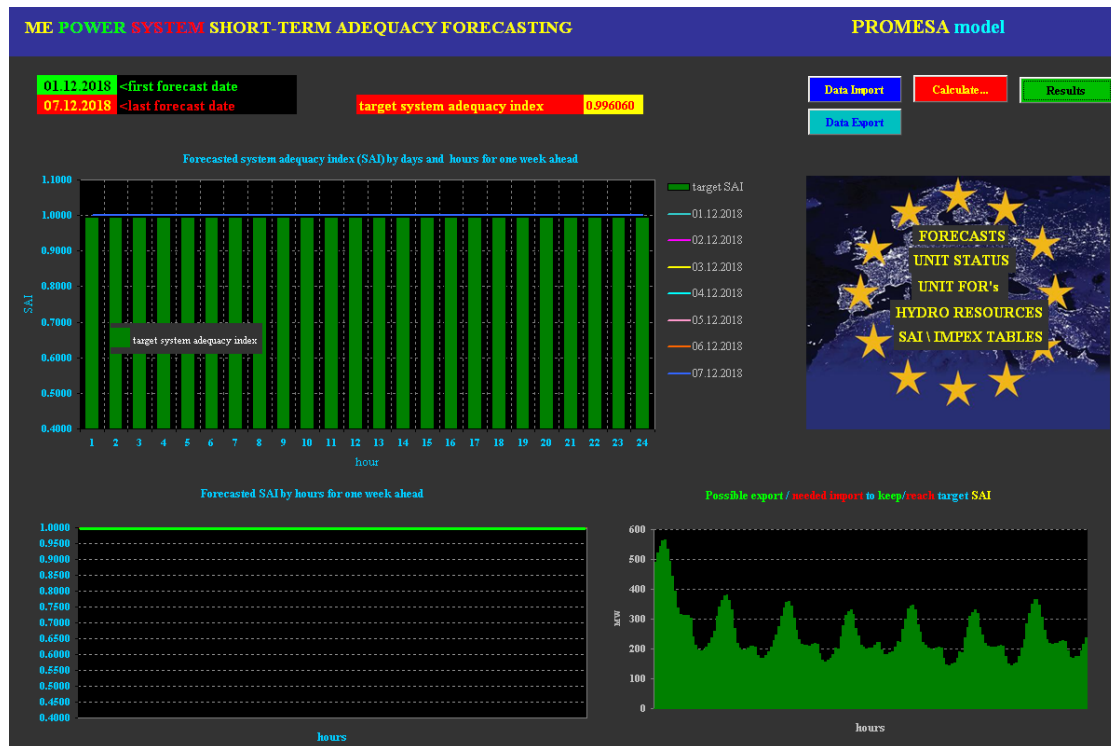 ME POWER SYSTEM SHORT-TERM ADEQUACY FORECASTING
PROMESA model
01.12.2018 <first forecast date
07.12.2018 <last forecast date
target system adequacy index 0.996060
Data Import
Calculate...
Results
Data Export
Forecasted system adequacy index (SAI) by days and hours for one week ahead
1.1000
1.0000
0.9000
0.8000
0.7000
0.6000
0.5000
0.4000
SAI
target system adequacy index
1 2 3 4 5 6 7 8 9 10 11 12 13 14 15 16 17 18 19 20 21 22 23 24
hour
target SAI
01.12.2018
02.12.2018
03.12.2018
04.12.2018
05.12.2018
06.12.2018
07.12.2018
FORECASTS
UNIT STATUS
UNIT FOR's
HYDRO RESOURCES
SAI \ IMPEX TABLES
Forecasted SAI by hours for one week ahead
1.0000
0.9500
0.9000
0.8500
0.8000
0.7500
0.7000
0.6500
0.6000
0.5500
0.5000
0.4500
0.4000
hours
Possible export / needed import to keep/reach target SAI
600
500
400
300
200
100
0
MW
hours